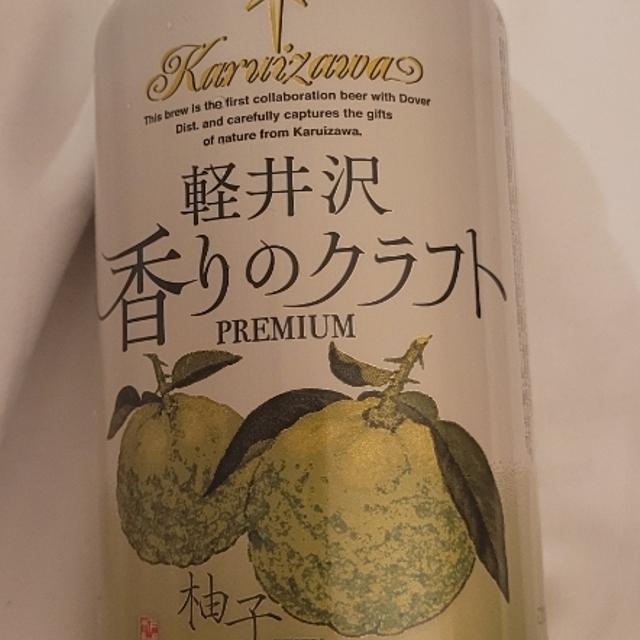 Karuizawa
This brew is the first collaboration beer with Dover
Dist. and carefully captures the gifts
of nature from Karuizawa.
軽井沢
香りのクラフト
PREMIUM
柚子